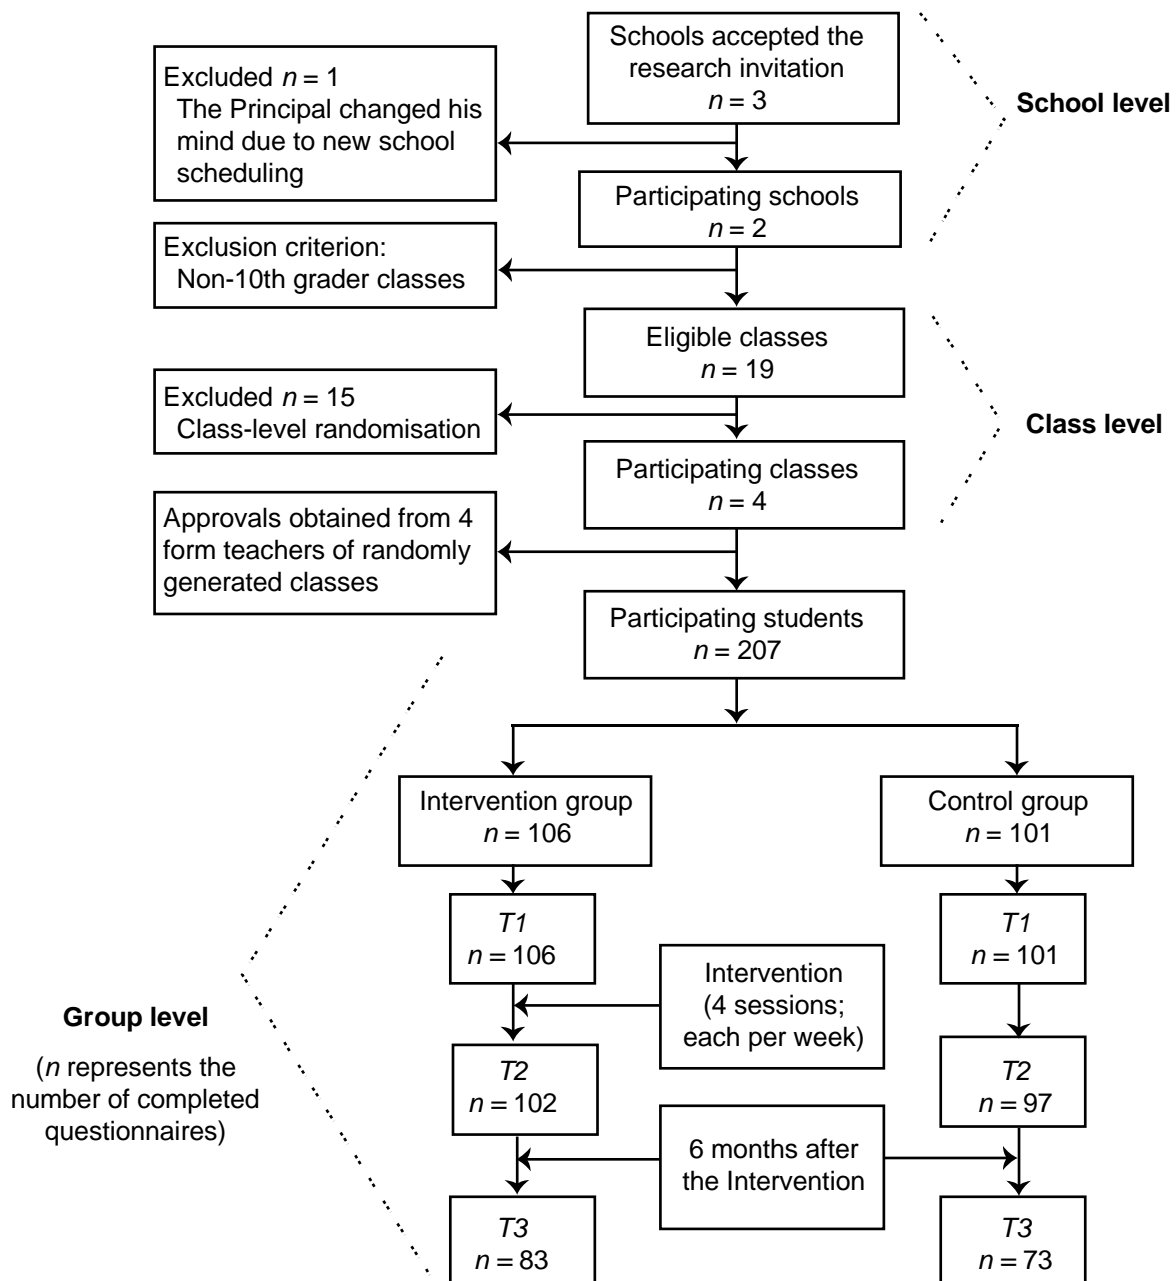 Schools accepted the
research invitation
n = 3
School level
Excluded n = 1
The Principal changed his
mind due to new school
scheduling
Participating schools
n = 2
Exclusion criterion:
Non-10th grader classes
Eligible classes
n = 19
Excluded n = 15
Class-level randomisation
Class level
Participating classes
n = 4
Approvals obtained from 4
form teachers of randomly
generated classes
Participating students
n = 207
Intervention group
n = 106
Control group
n = 101
T1
n = 106
T1
n = 101
Intervention
(4 sessions;
each per week)
Group level
(n represents the
number of completed
questionnaires)
T2
n = 102
T2
n = 97
6 months after
the Intervention
T3
n = 83
T3
n = 73